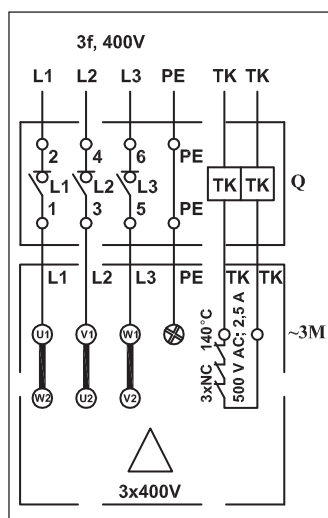 3f, 400V
L1 L2 L3 PE TK TK
2 4 6 PE
L1 L2 L3 TK TK Q
1 3 5 PE
L1 L2 L3 PE TK TK
U1 V1 W1 ~3M
W2 U2 V2
3xNC 140°C
500 V AC; 2,5 A
3x400V